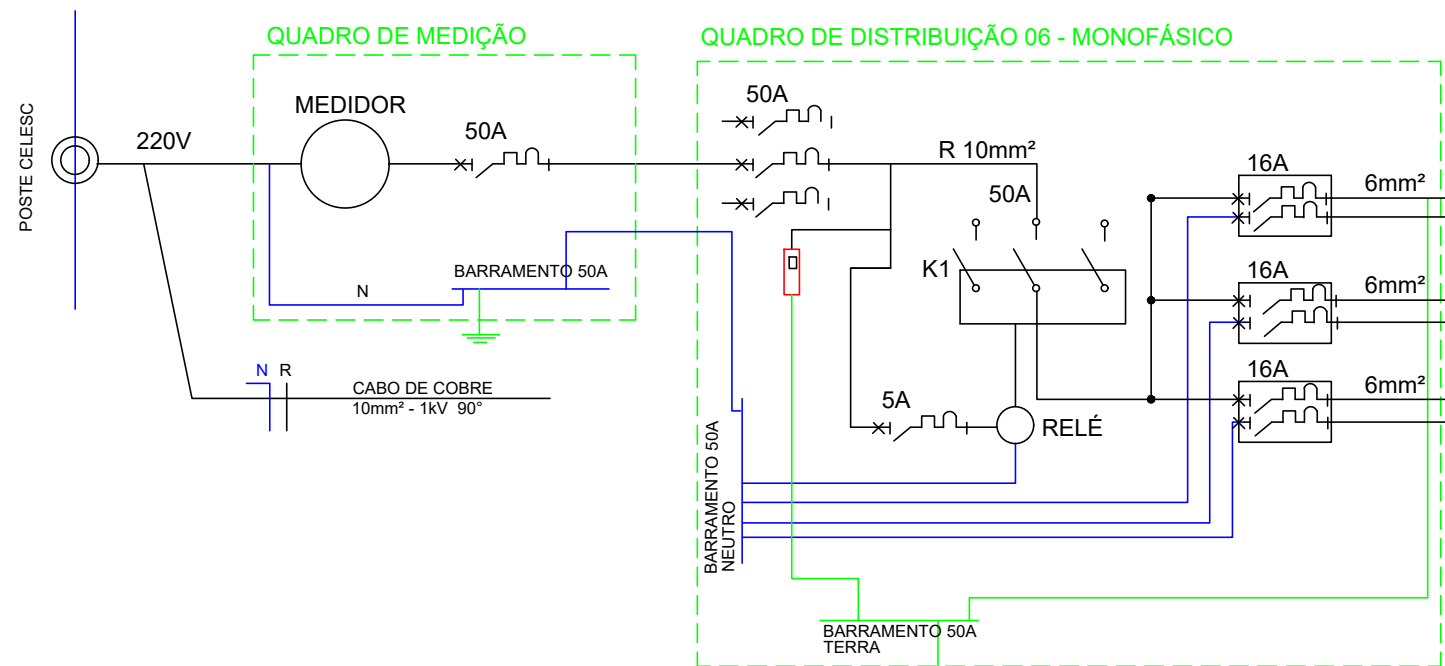 QUADRO DE MEDIÇÃO
QUADRO DE DISTRIBUIÇÃO 06 - MONOFÁSICO
POSTE CELESC
220V
MEDIDOR
50A
50A
R 10mm²
50A
K1
BARRAMENTO 50A
N
N R
CABO DE COBRE
10mm² - 1kV 90°
5A
RELÉ
BARRAMENTO 50A
NEUTRO
BARRAMENTO 50A
TERRA
16A
6mm²
16A
6mm²
16A
6mm²